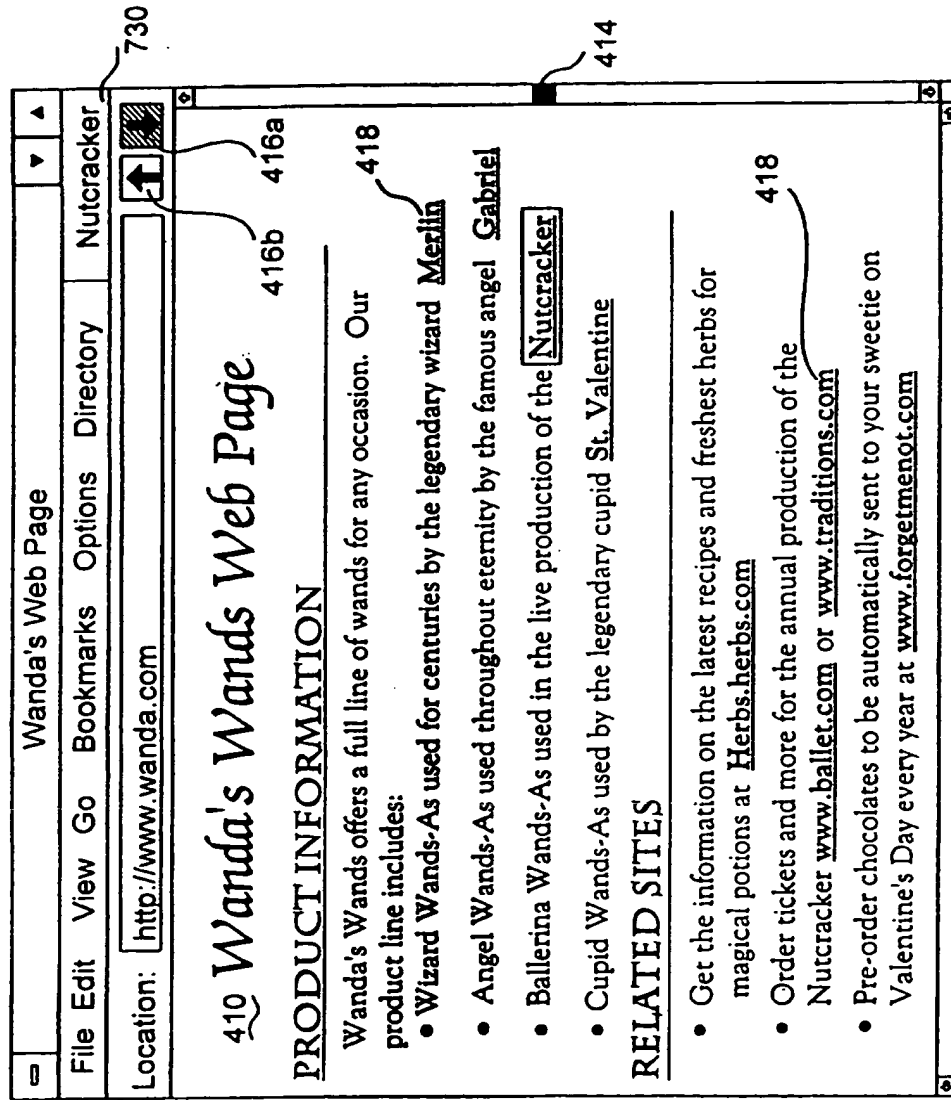 Wanda's Web Page
File Edit View Go Bookmarks Options Directory Nutcracker
730
Location: http://www.wanda.com
416b
416a
410 Wanda's Wands Web Page
PRODUCT INFORMATION
Wanda's Wands offers a full line of wands for any occasion. Our
product line includes:
418
• Wizard Wands-As used for centuries by the legendary wizard Merlin
• Angel Wands-As used throughout eternity by the famous angel Gabriel
• Ballerina Wands-As used in the live production of the Nutcracker
414
• Cupid Wands-As used by the legendary cupid St. Valentine
RELATED SITES
• Get the information on the latest recipes and freshest herbs for
magical potions at Herbs.herbs.com
418
• Order tickets and more for the annual production of the
Nutcracker www.ballet.com or www.traditions.com
• Pre-order chocolates to be automatically sent to your sweetie on
Valentine's Day every year at www.forgetmenot.com